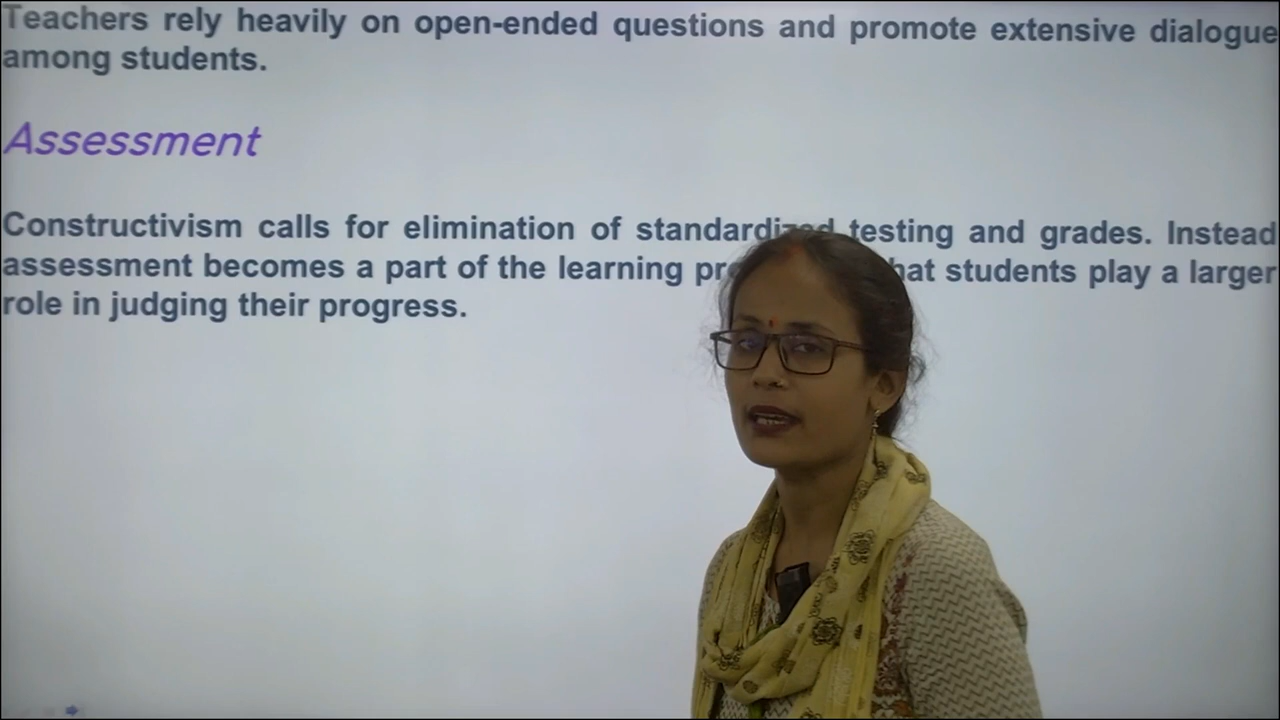 Teachers rely heavily on open-ended questions and promote extensive dialogue
among students.
Assessment
Constructivism calls for elimination of standardized testing and grades. Instead
assessment becomes a part of the learning hat students play a larger
role in judging their progress.